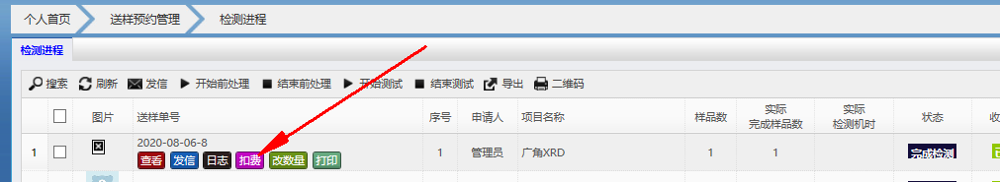 个人首页 送样预约管理 检测进程
检测进程
搜索 刷新 发信 开始前处理 结束前处理 开始测试 结束测试 导出 二维码
图片 送样单号 序号 申请人 项目名称 样品数 实际完成样品数 实际检测机时 状态 收
1 2020-08-06-8 1 管理员 广角XRD 1 1 完成检测
查看 发信 日志 扣费 改数量 打印